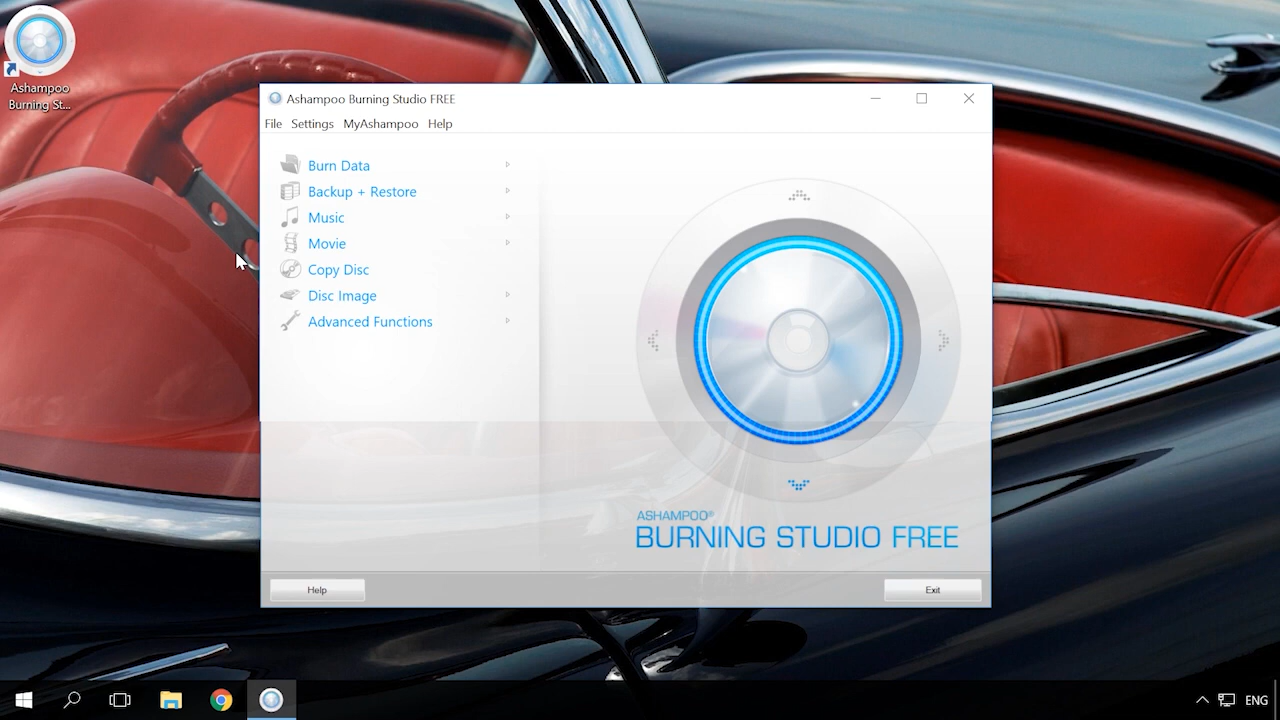 Ashampoo
Burning St...
Ashampoo Burning Studio FREE
File Settings MyAshampoo Help
Burn Data
Backup + Restore
Music
Movie
Copy Disc
Disc Image
Advanced Functions
ASHAMPOO®
BURNING STUDIO FREE
Help
Exit
ENG